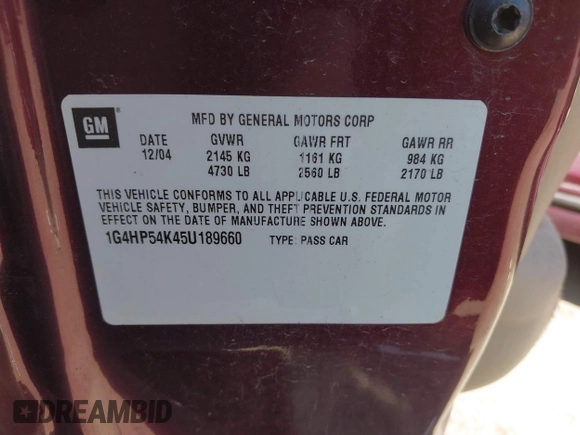 GM
MFD BY GENERAL MOTORS CORP
DATE GVWR GAWR FRT GAWR RR
12/04 2145 KG 1161 KG 984 KG
4730 LB 2560 LB 2170 LB
THIS VEHICLE CONFORMS TO ALL APPLICABLE U.S. FEDERAL MOTOR
VEHICLE SAFETY, BUMPER, AND THEFT PREVENTION STANDARDS IN
EFFECT ON THE DATE OF MANUFACTURE SHOWN ABOVE.
1G4HP54K45U189660 TYPE: PASS CAR
DREAMBID